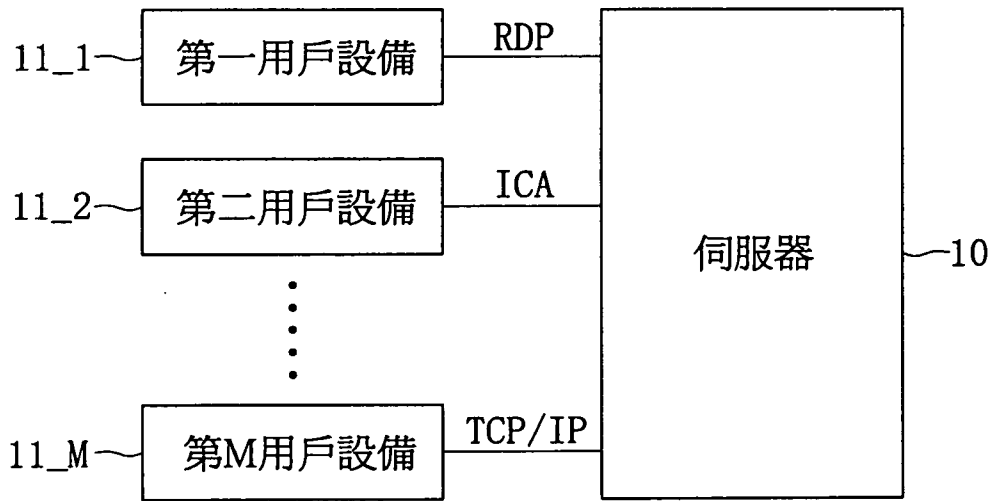 11_1
第一用戶設備
RDP
11_2
第二用戶設備
ICA
伺服器
10
11_M
第M用戶設備
TCP/IP